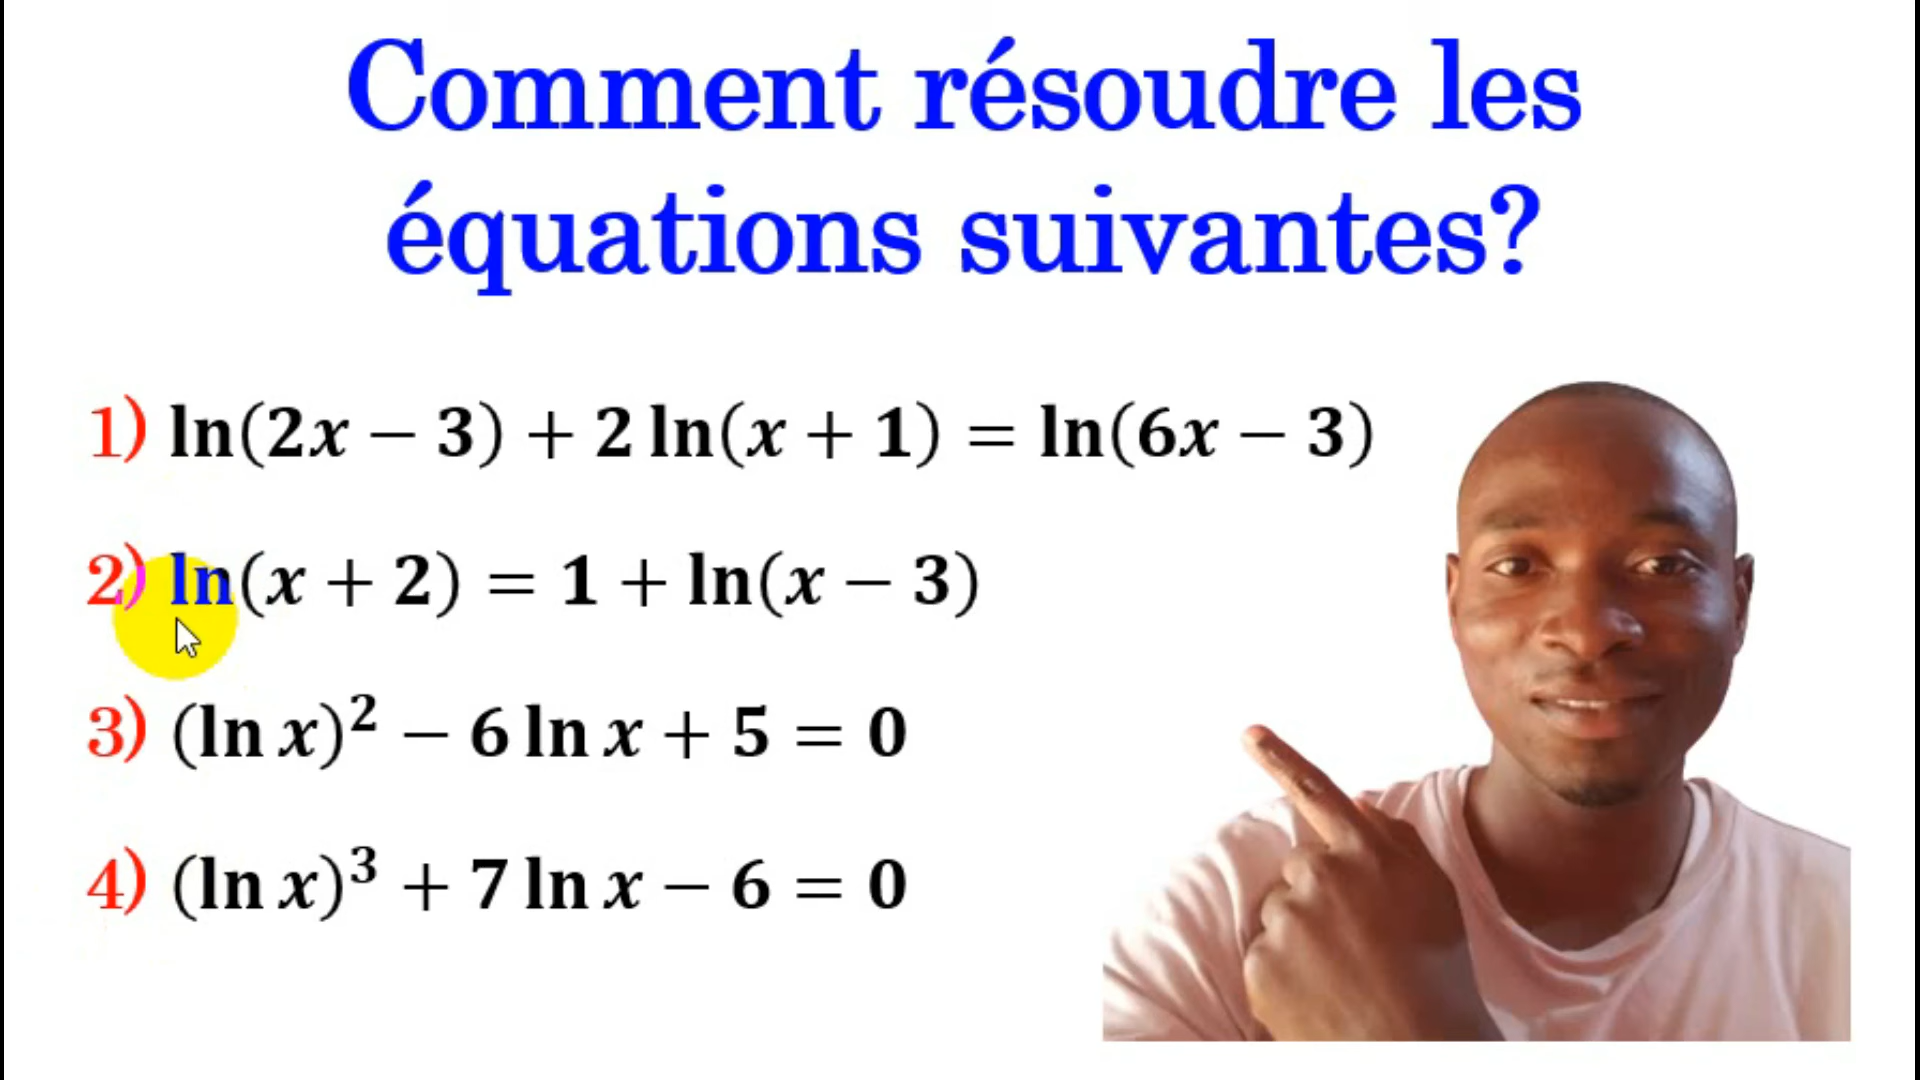 Comment résoudre les
équations suivantes?
1) ln(2x − 3) + 2 ln(x + 1) = ln(6x − 3)
2) ln(x + 2) = 1 + ln(x − 3)
3) (ln x)² − 6 ln x + 5 = 0
4) (ln x)³ + 7 ln x − 6 = 0